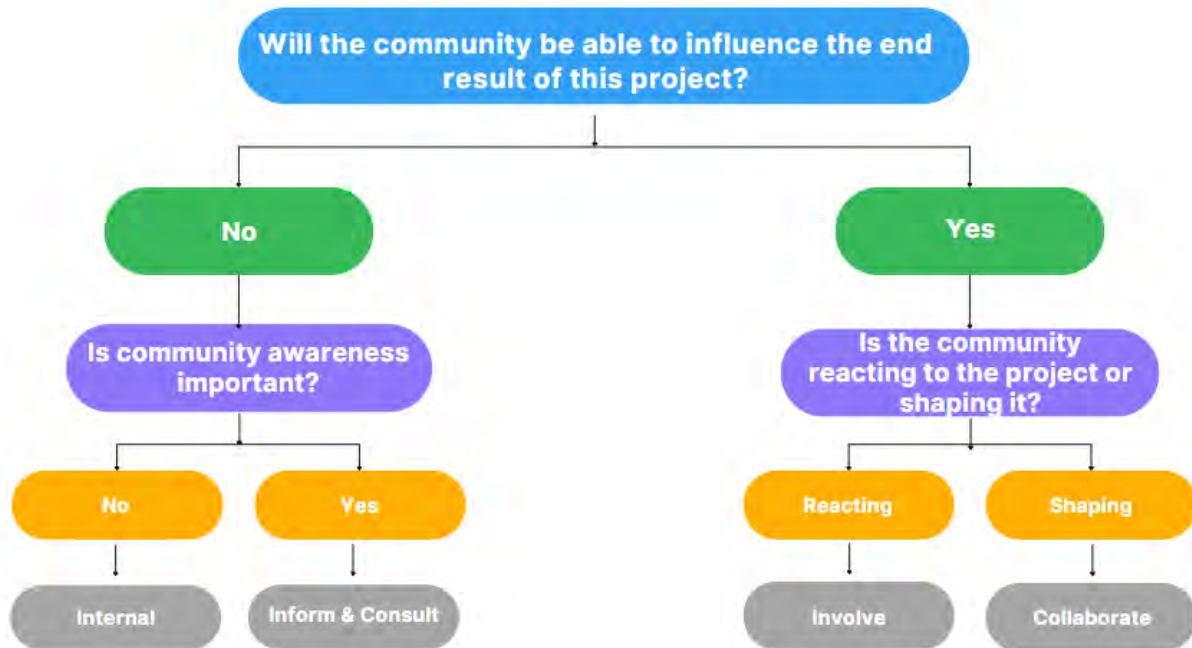 Will the community be able to influence the end
result of this project?
No
Yes
Is community awareness
important?
Is the community
reacting to the project or
shaping it?
No
Yes
Reacting
Shaping
Internal
Inform & Consult
Involve
Collaborate